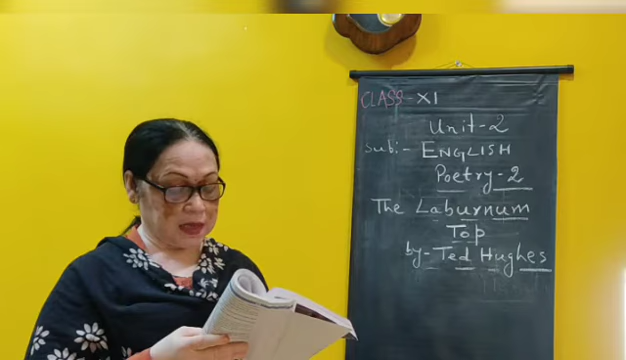 CLASS - XI
Unit-2
Sub:- ENGLISH
Poetry-2
The Laburnum
Top
by- Ted Hughes